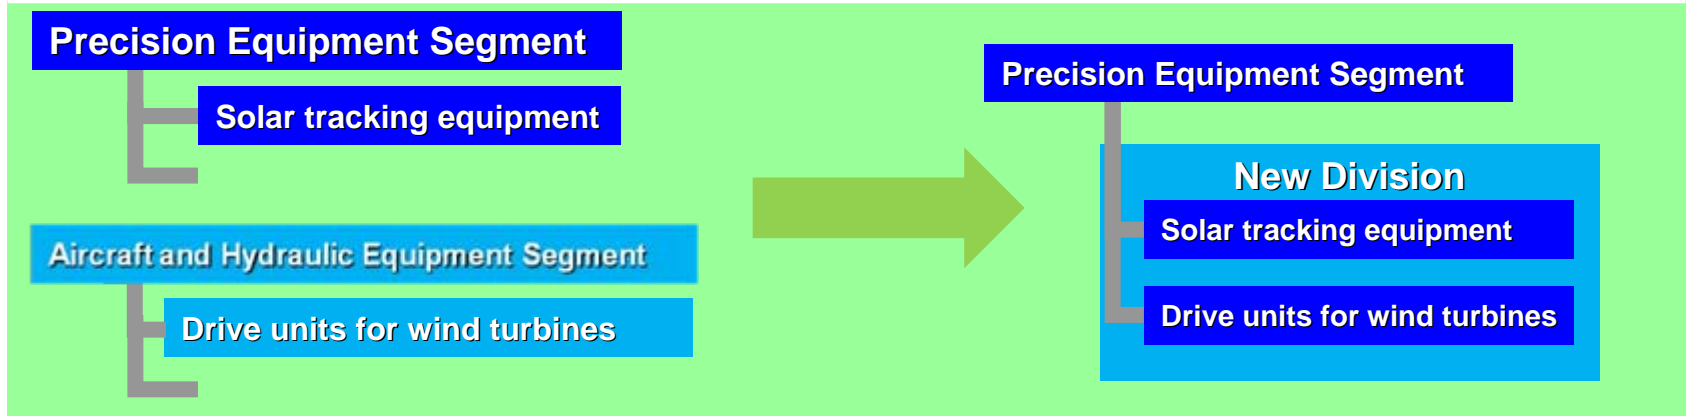 Precision Equipment Segment
Solar tracking equipment
Aircraft and Hydraulic Equipment Segment
Drive units for wind turbines
Precision Equipment Segment
New Division
Solar tracking equipment
Drive units for wind turbines